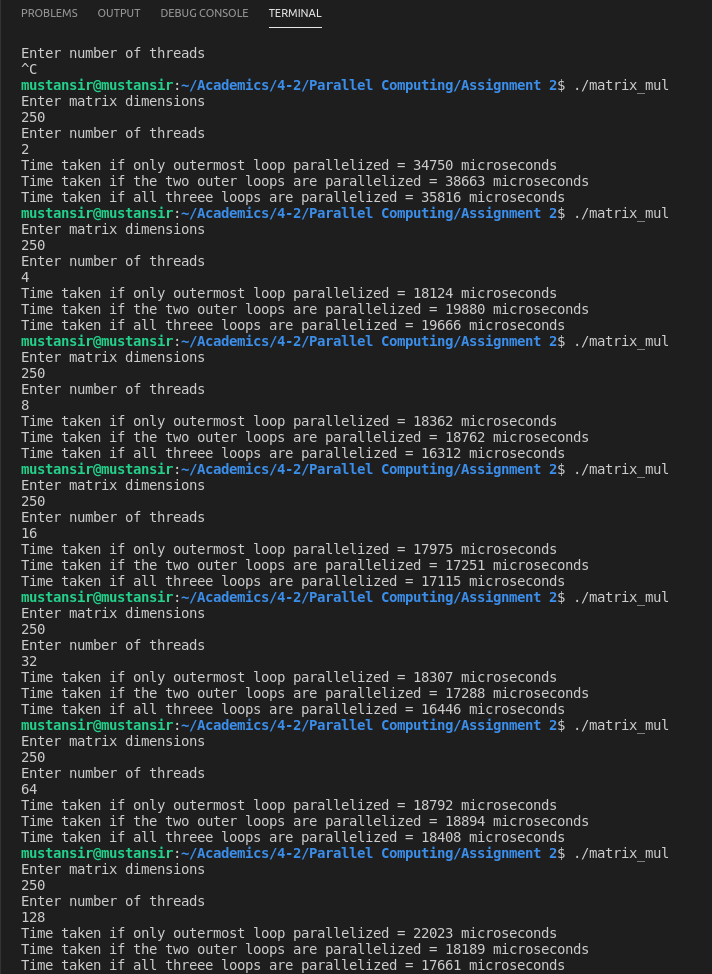 PROBLEMS OUTPUT DEBUG CONSOLE TERMINAL
Enter number of threads
^C
mustansir@mustansir:~/Academics/4-2/Parallel Computing/Assignment 2$ ./matrix_mul
Enter matrix dimensions
250
Enter number of threads
2
Time taken if only outermost loop parallelized = 34750 microseconds
Time taken if the two outer loops are parallelized = 38663 microseconds
Time taken if all threee loops are parallelized = 35816 microseconds
mustansir@mustansir:~/Academics/4-2/Parallel Computing/Assignment 2$ ./matrix_mul
Enter matrix dimensions
250
Enter number of threads
4
Time taken if only outermost loop parallelized = 18124 microseconds
Time taken if the two outer loops are parallelized = 19880 microseconds
Time taken if all threee loops are parallelized = 19666 microseconds
mustansir@mustansir:~/Academics/4-2/Parallel Computing/Assignment 2$ ./matrix_mul
Enter matrix dimensions
250
Enter number of threads
8
Time taken if only outermost loop parallelized = 18362 microseconds
Time taken if the two outer loops are parallelized = 18762 microseconds
Time taken if all threee loops are parallelized = 16312 microseconds
mustansir@mustansir:~/Academics/4-2/Parallel Computing/Assignment 2$ ./matrix_mul
Enter matrix dimensions
250
Enter number of threads
16
Time taken if only outermost loop parallelized = 17975 microseconds
Time taken if the two outer loops are parallelized = 17251 microseconds
Time taken if all threee loops are parallelized = 17115 microseconds
mustansir@mustansir:~/Academics/4-2/Parallel Computing/Assignment 2$ ./matrix_mul
Enter matrix dimensions
250
Enter number of threads
32
Time taken if only outermost loop parallelized = 18307 microseconds
Time taken if the two outer loops are parallelized = 17288 microseconds
Time taken if all threee loops are parallelized = 16446 microseconds
mustansir@mustansir:~/Academics/4-2/Parallel Computing/Assignment 2$ ./matrix_mul
Enter matrix dimensions
250
Enter number of threads
64
Time taken if only outermost loop parallelized = 18792 microseconds
Time taken if the two outer loops are parallelized = 18894 microseconds
Time taken if all threee loops are parallelized = 18408 microseconds
mustansir@mustansir:~/Academics/4-2/Parallel Computing/Assignment 2$ ./matrix_mul
Enter matrix dimensions
250
Enter number of threads
128
Time taken if only outermost loop parallelized = 22023 microseconds
Time taken if the two outer loops are parallelized = 18189 microseconds
Time taken if all threee loops are parallelized = 17661 microseconds